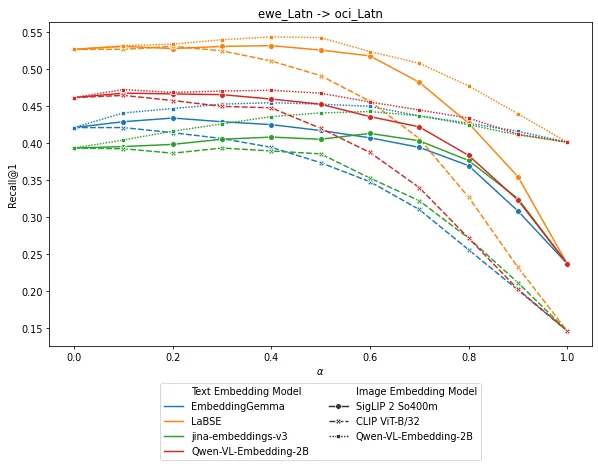 ewe_Latn -> oci_Latn
Recall@1
0.55
0.50
0.45
0.40
0.35
0.30
0.25
0.20
0.15
0.0 0.2 0.4 0.6 0.8 1.0
α
Text Embedding Model Image Embedding Model
EmbeddingGemma SigLIP 2 So400m
LaBSE CLIP ViT-B/32
jina-embeddings-v3 Qwen-VL-Embedding-2B
Qwen-VL-Embedding-2B